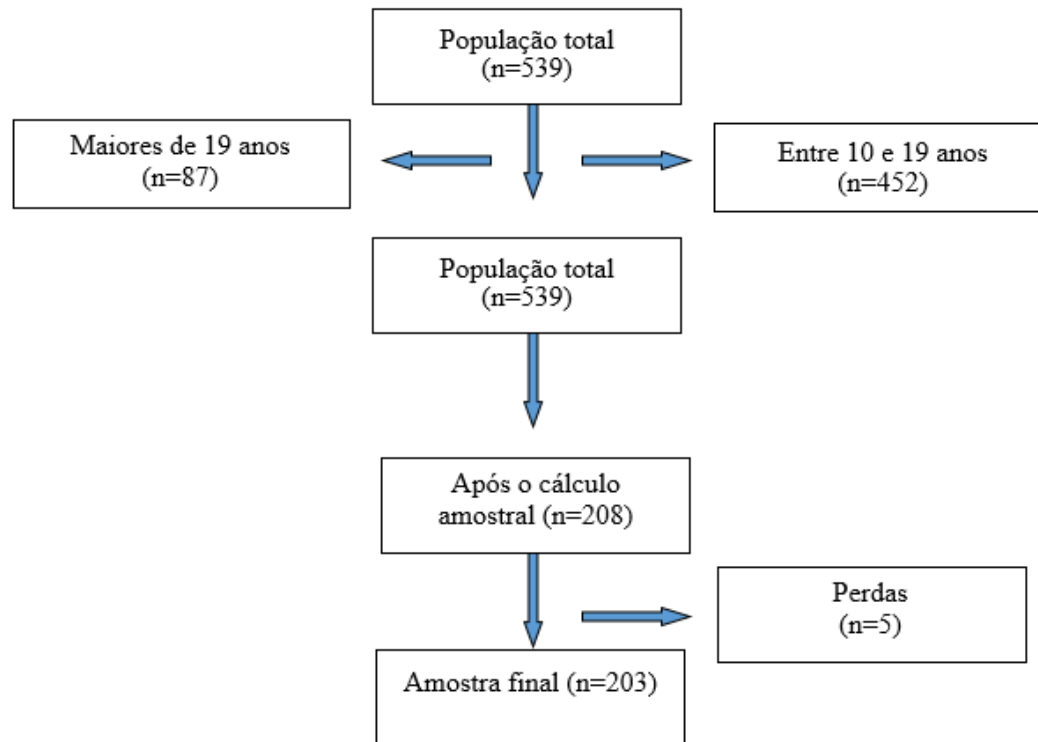 População total
(n=539)
Maiores de 19 anos
(n=87)
Entre 10 e 19 anos
(n=452)
População total
(n=539)
Após o cálculo
amostral (n=208)
Perdas
(n=5)
Amostra final (n=203)